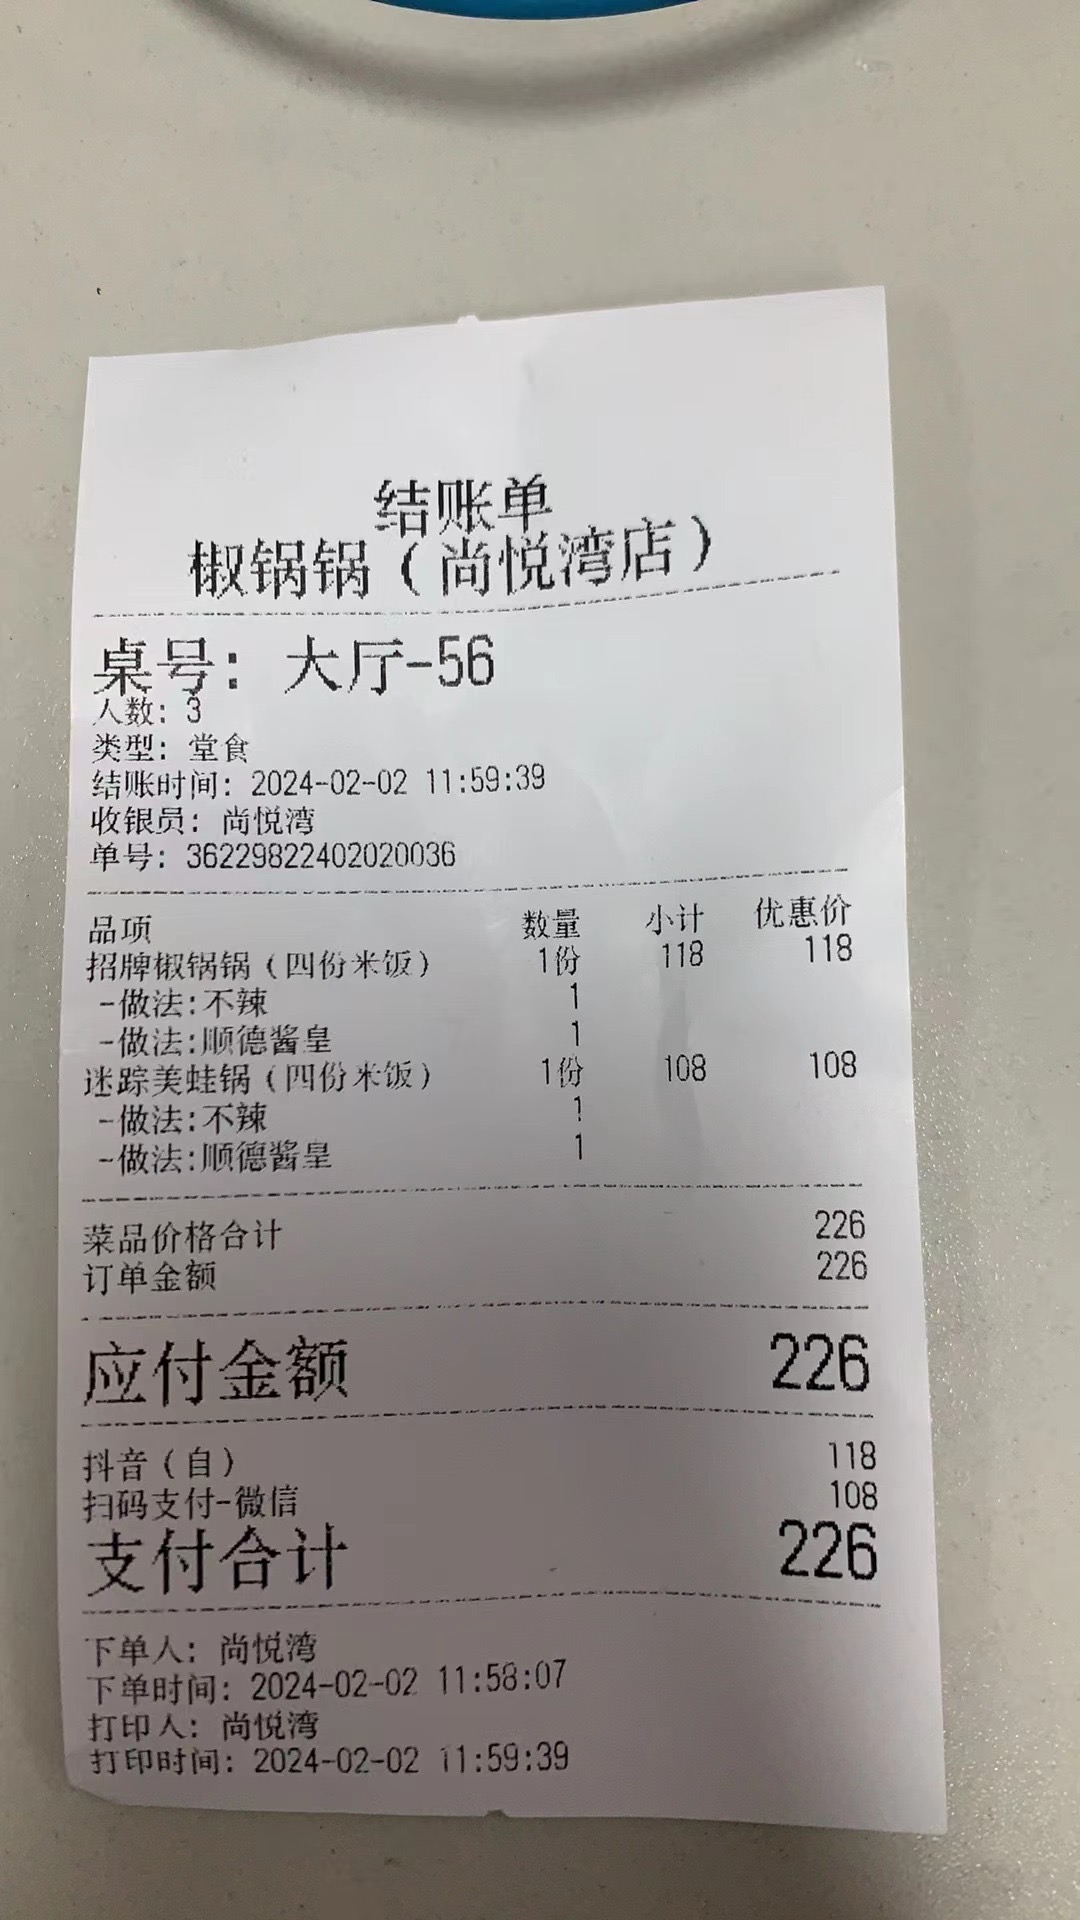 结账单
椒锅锅（尚悦湾店）
桌号：大厅-56
人数：3
类型：堂食
结账时间：2024-02-02 11:59:39
收银员：尚悦湾
单号：36229822402020036
品项 数量 小计 优惠价
招牌椒锅锅（四份米饭） 1份 118 118
-做法:不辣 1
-做法:顺德酱皇 1
迷踪美蛙锅（四份米饭） 1份 108 108
-做法:不辣 1
-做法:顺德酱皇 1
菜品价格合计 226
订单金额 226
应付金额 226
抖音（自） 118
扫码支付-微信 108
支付合计 226
下单人：尚悦湾
下单时间：2024-02-02 11:58:07
打印人：尚悦湾
打印时间：2024-02-02 11:59:39